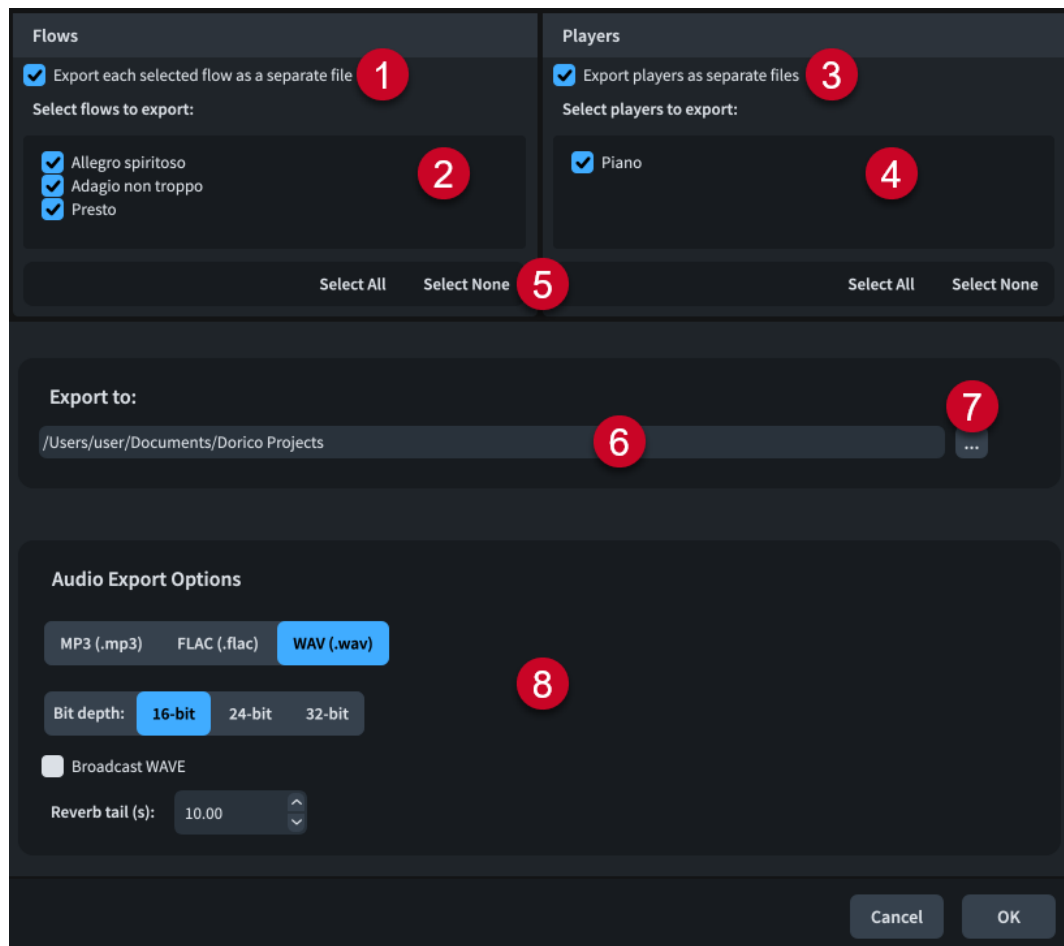 Flows
Players
Export each selected flow as a separate file
1
Export players as separate files
3
Select flows to export:
Select players to export:
Allegro spiritoso
Adagio non troppo
Presto
2
Piano
4
Select All
Select None
5
Select All
Select None
Export to:
7
/Users/user/Documents/Dorico Projects
6
...
Audio Export Options
MP3 (.mp3)
FLAC (.flac)
WAV (.wav)
8
Bit depth:
16-bit
24-bit
32-bit
Broadcast WAVE
Reverb tail (s):
10.00
Cancel
OK